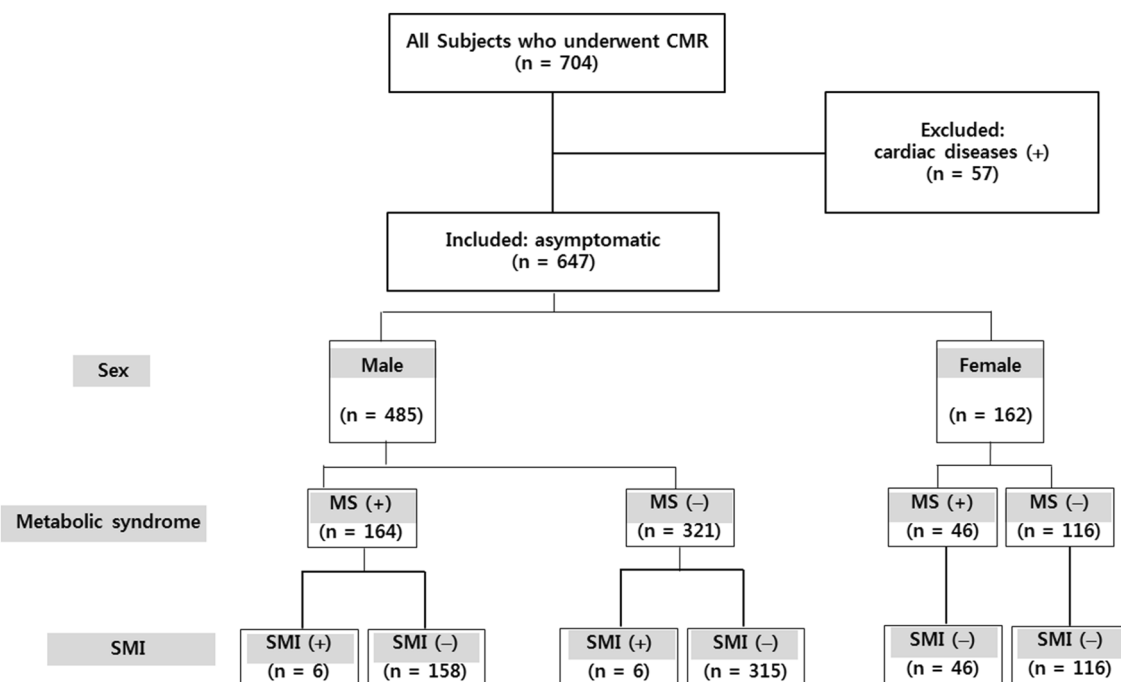 All Subjects who underwent CMR
(n = 704)
Excluded:
cardiac diseases (+)
(n = 57)
Included: asymptomatic
(n = 647)
Sex
Male
(n = 485)
Female
(n = 162)
Metabolic syndrome
MS (+)
(n = 164)
MS (–)
(n = 321)
MS (+)
(n = 46)
MS (–)
(n = 116)
SMI
SMI (+)
(n = 6)
SMI (–)
(n = 158)
SMI (+)
(n = 6)
SMI (–)
(n = 315)
SMI (–)
(n = 46)
SMI (–)
(n = 116)